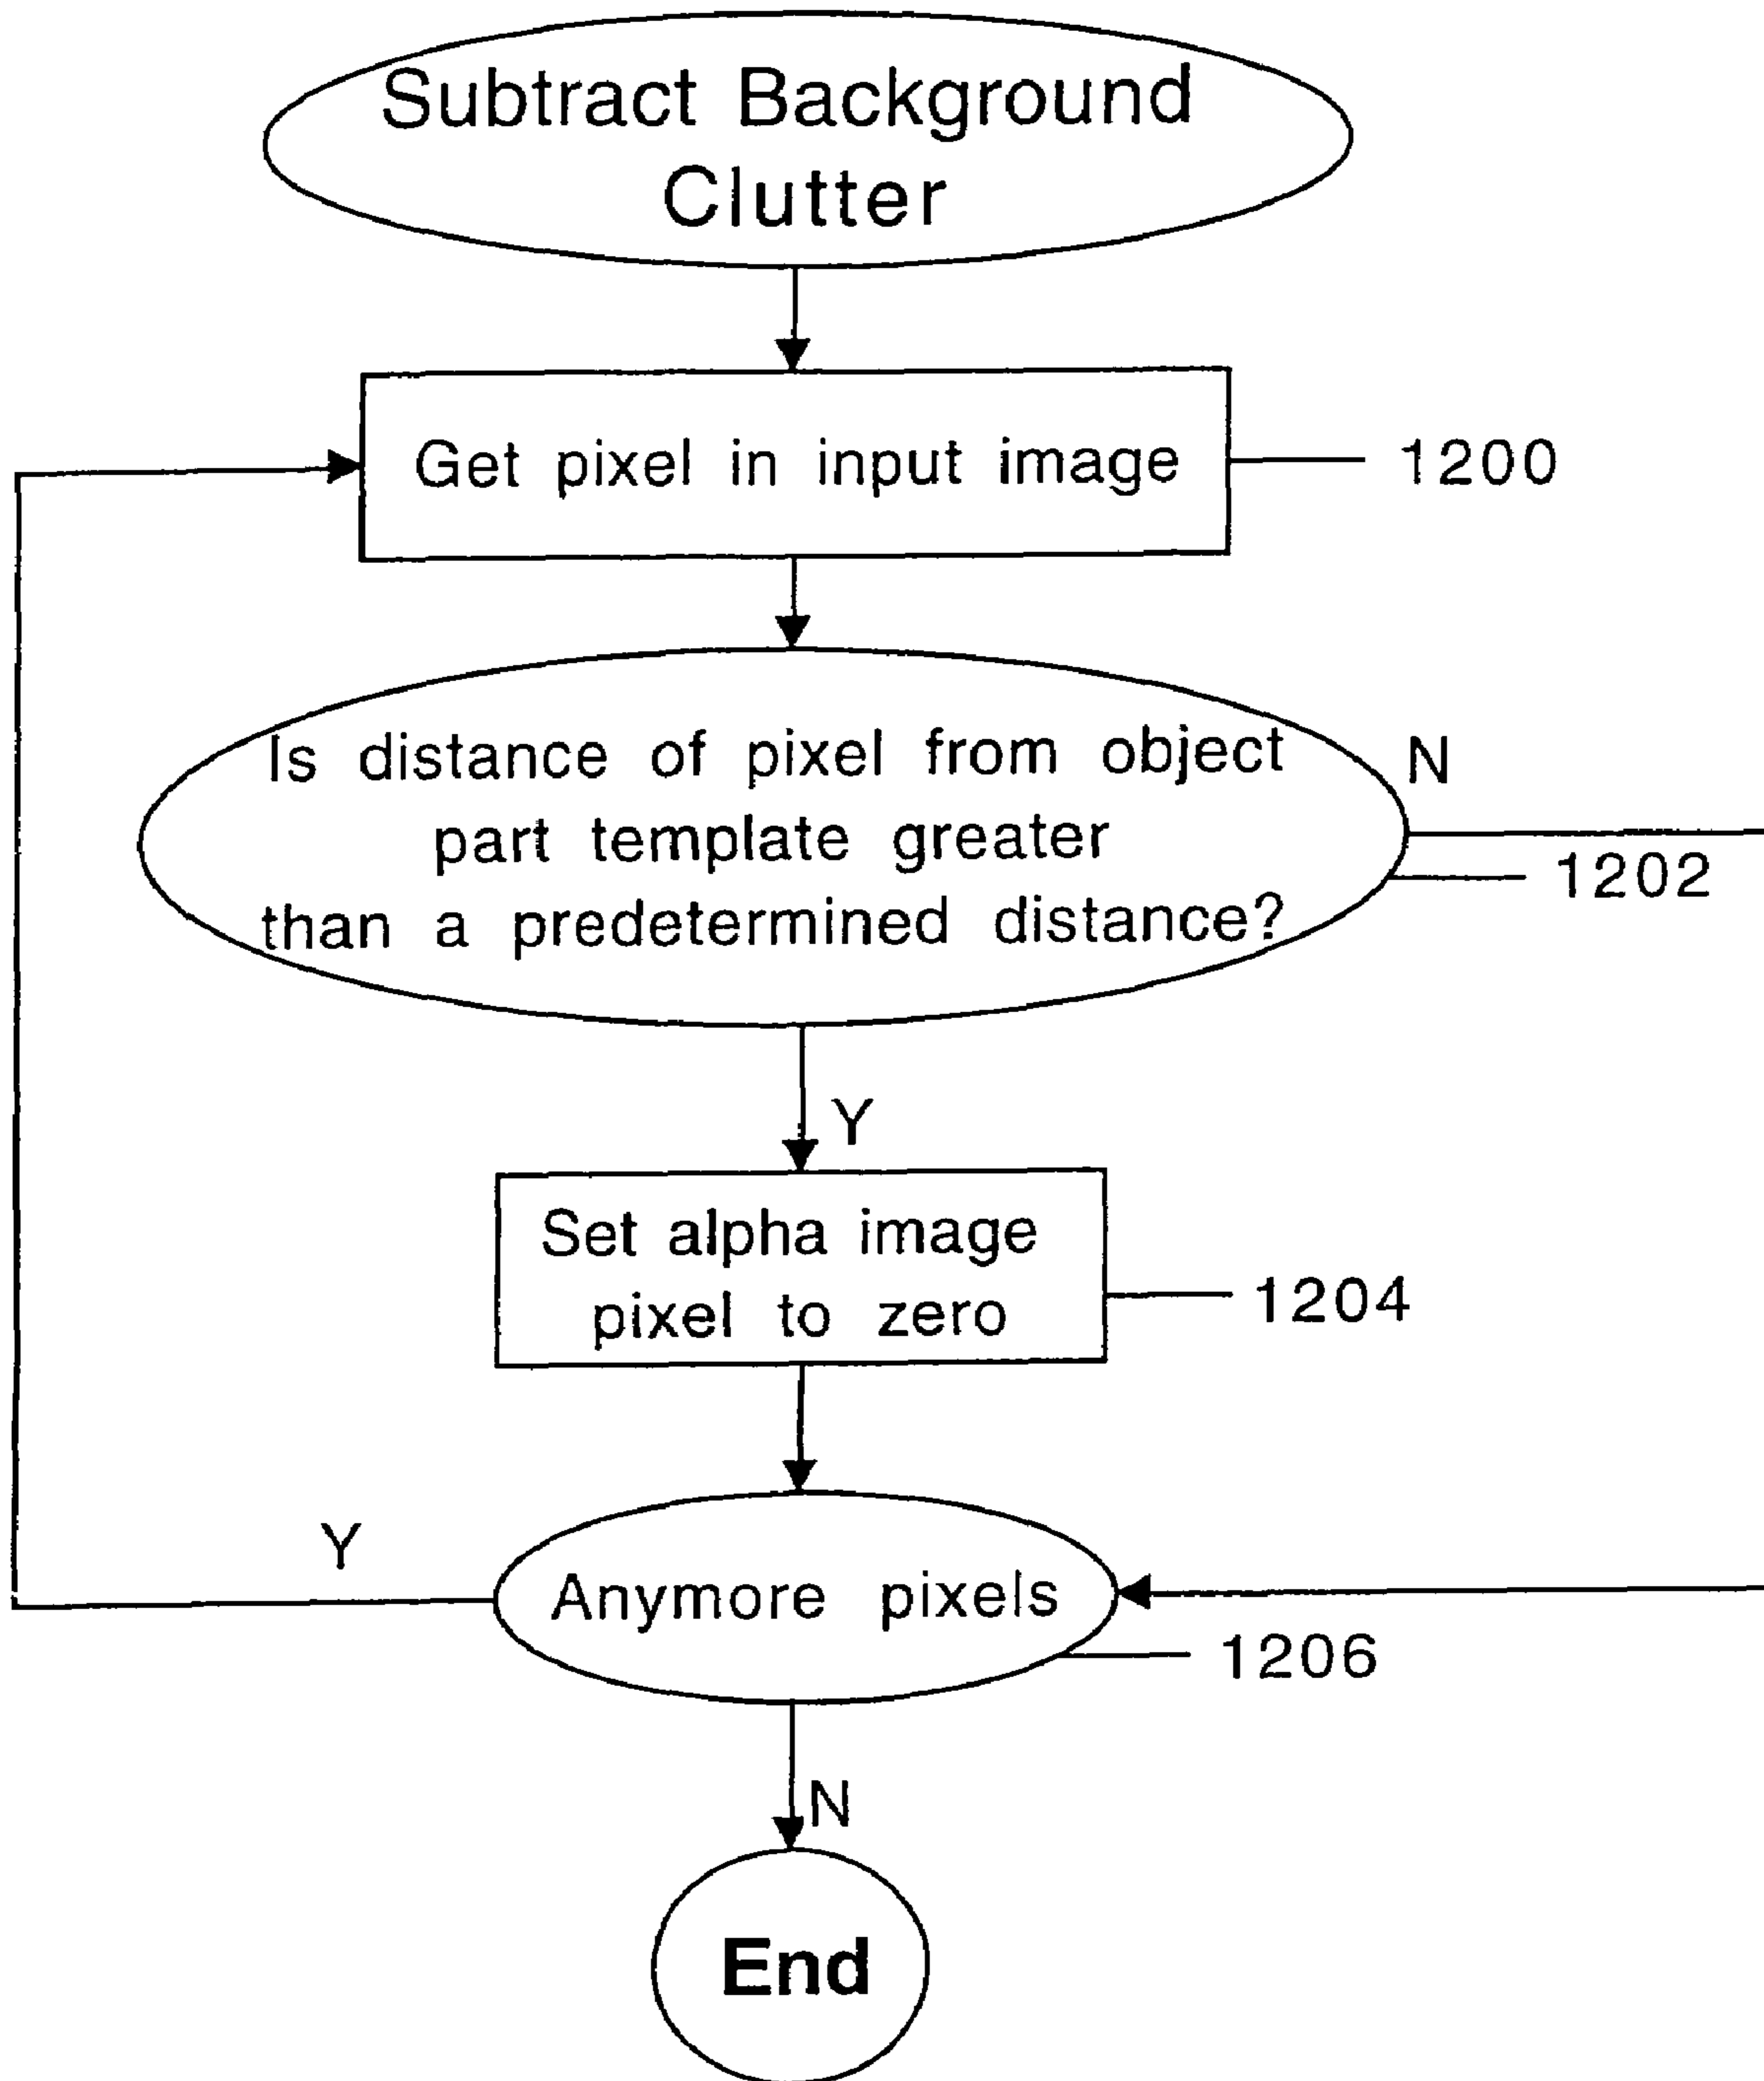 Subtract Background
Clutter
Get pixel in input image
1200
Is distance of pixel from object
part template greater
than a predetermined distance?
N
1202
Y
Set alpha image
pixel to zero
1204
Y
Anymore pixels
1206
N
End